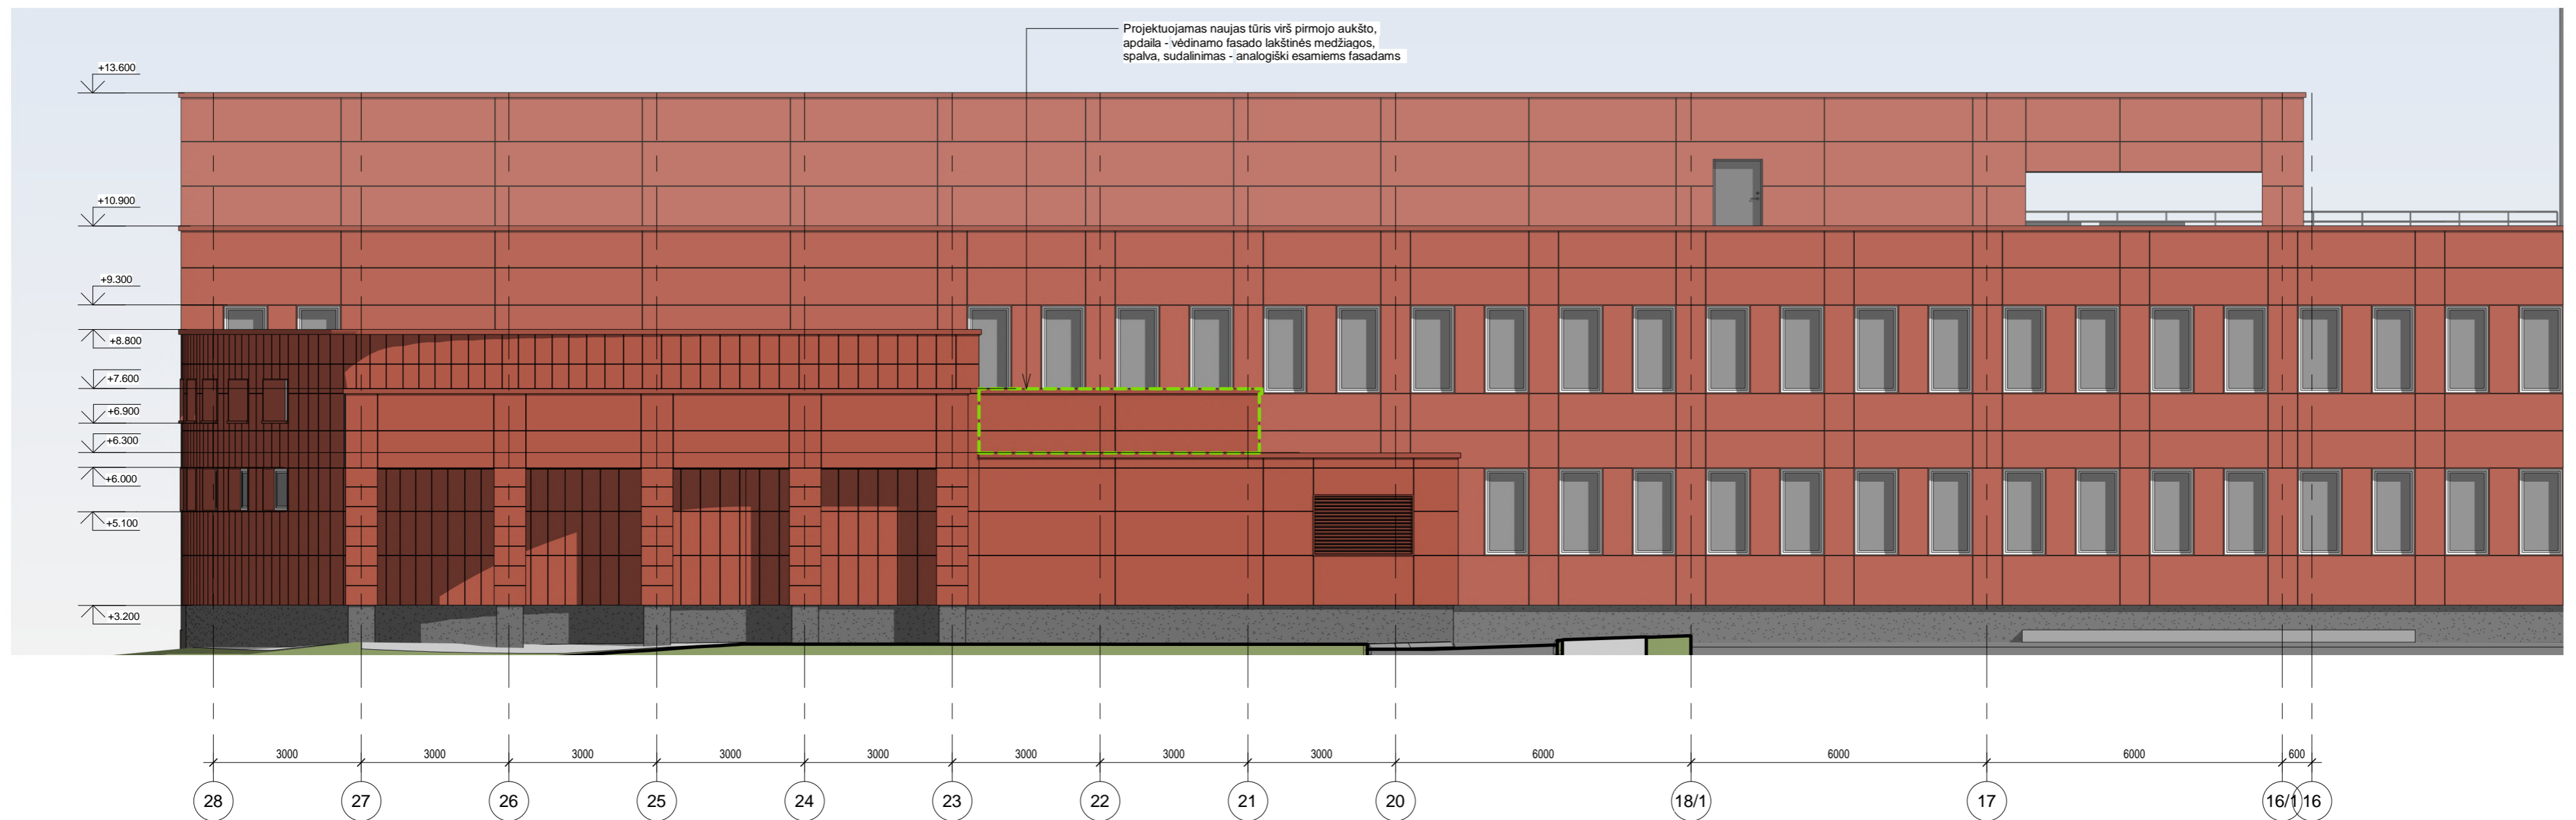 Projektuojamas naujas tūris virš pirmojo aukšto,
apdaila - vėdinamo fasado lakštinės medžiagos,
spalva, sudalinimas - analogiški esamiems fasadams
+13.600
+10.900
+9.300
+8.800
+7.600
+6.900
+6.300
+6.000
+5.100
+3.200
3000 3000 3000 3000 3000 3000 3000 3000 6000 6000 6000 600
28 27 26 25 24 23 22 21 20 18/1 17 16/1 16